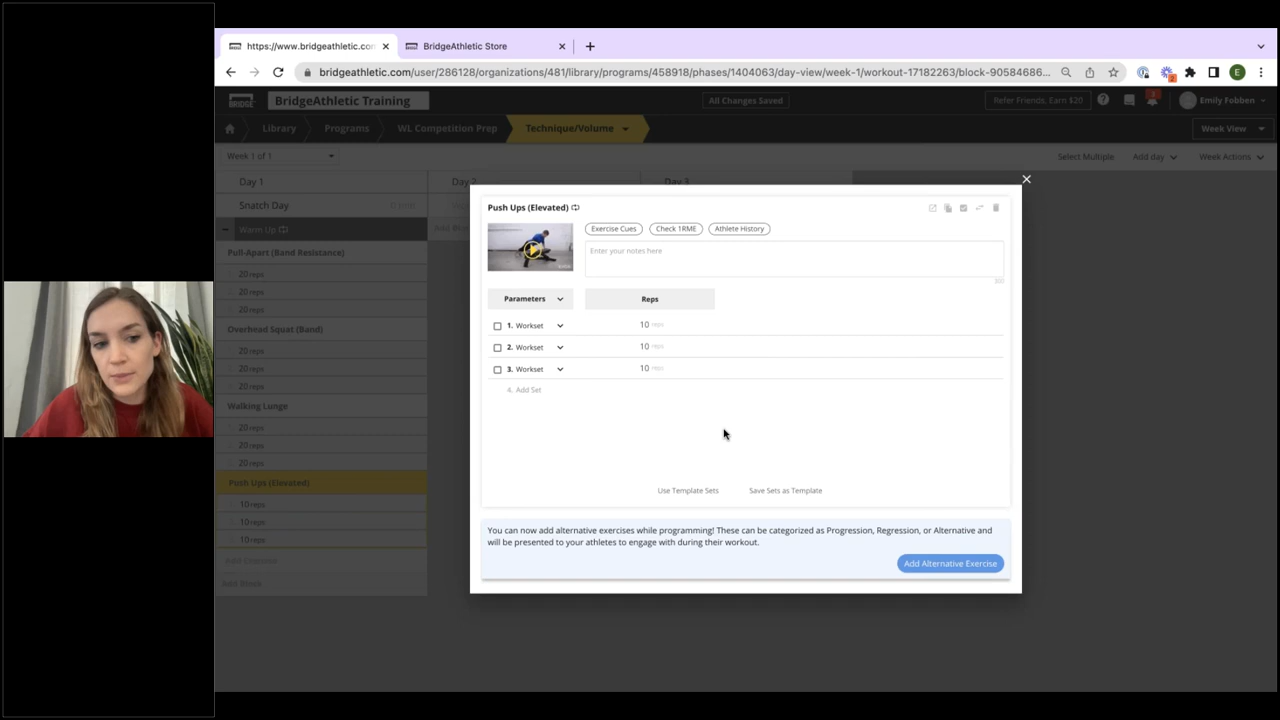 https://www.bridgeathletic.con
BridgeAthletic Store
bridgeathletic.com/user/286128/organizations/481/library/programs/458918/phases/1404063/day-view/week-1/workout-17182263/block-90584686...
E
BRIDGE
BridgeAthletic Training
All Changes Saved
Refer Friends, Earn $20
Emily Fobben
Library
Programs
WL Competition Prep
Technique/Volume
Week View
Week 1 of 1
Select Multiple
Add day
Week Actions
Day 1
Day 2
Day 3
Snatch Day
Warm Up
Pull-Apart (Band Resistance)
20 reps
20 reps
20 reps
Overhead Squat (Band)
20 reps
20 reps
20 reps
Walking Lunge
20 reps
20 reps
20 reps
Push Ups (Elevated)
10 reps
10 reps
10 reps
Add Exercise
Add Block
Push Ups (Elevated)
Exercise Cues
Check 1RME
Athlete History
Enter your notes here
300
Parameters
Reps
1. Workset
10 reps
2. Workset
10 reps
3. Workset
10 reps
4. Add Set
Use Template Sets
Save Sets as Template
You can now add alternative exercises while programming! These can be categorized as Progression, Regression, or Alternative and
will be presented to your athletes to engage with during their workout.
Add Alternative Exercise